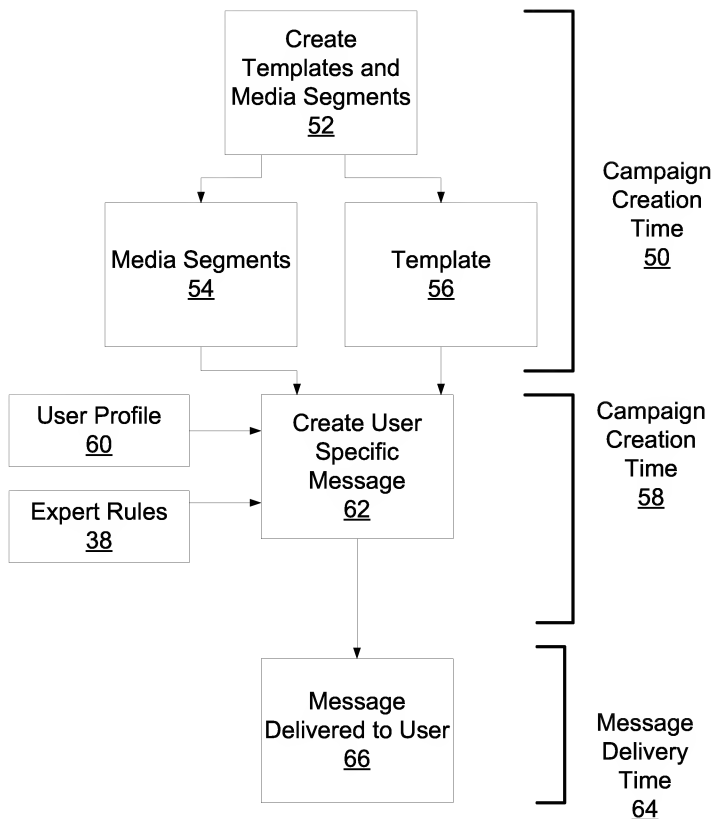 Create
Templates and
Media Segments
52
Campaign
Creation
Time
50
Media Segments
54
Template
56
User Profile
60
Expert Rules
38
Create User
Specific
Message
62
Campaign
Creation
Time
58
Message
Delivered to User
66
Message
Delivery
Time
64